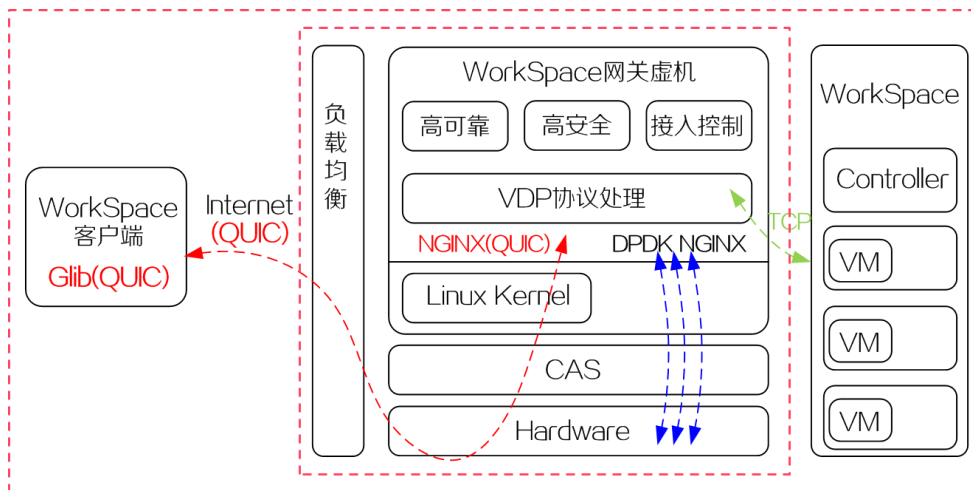 WorkSpace
客户端
Glib(QUIC)
Internet
(QUIC)
负
载
均
衡
WorkSpace网关虚机
高可靠
高安全
接入控制
VDP协议处理
NGINX(QUIC)
DPDK NGINX
Linux Kernel
CAS
Hardware
TCP
WorkSpace
Controller
VM
VM
VM